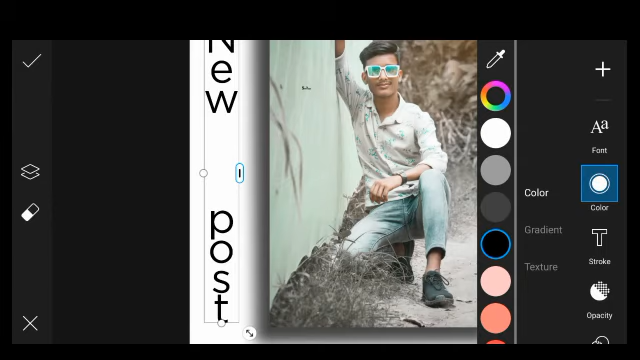 New
post
Font
Color
Color
Gradient
Stroke
Texture
Opacity